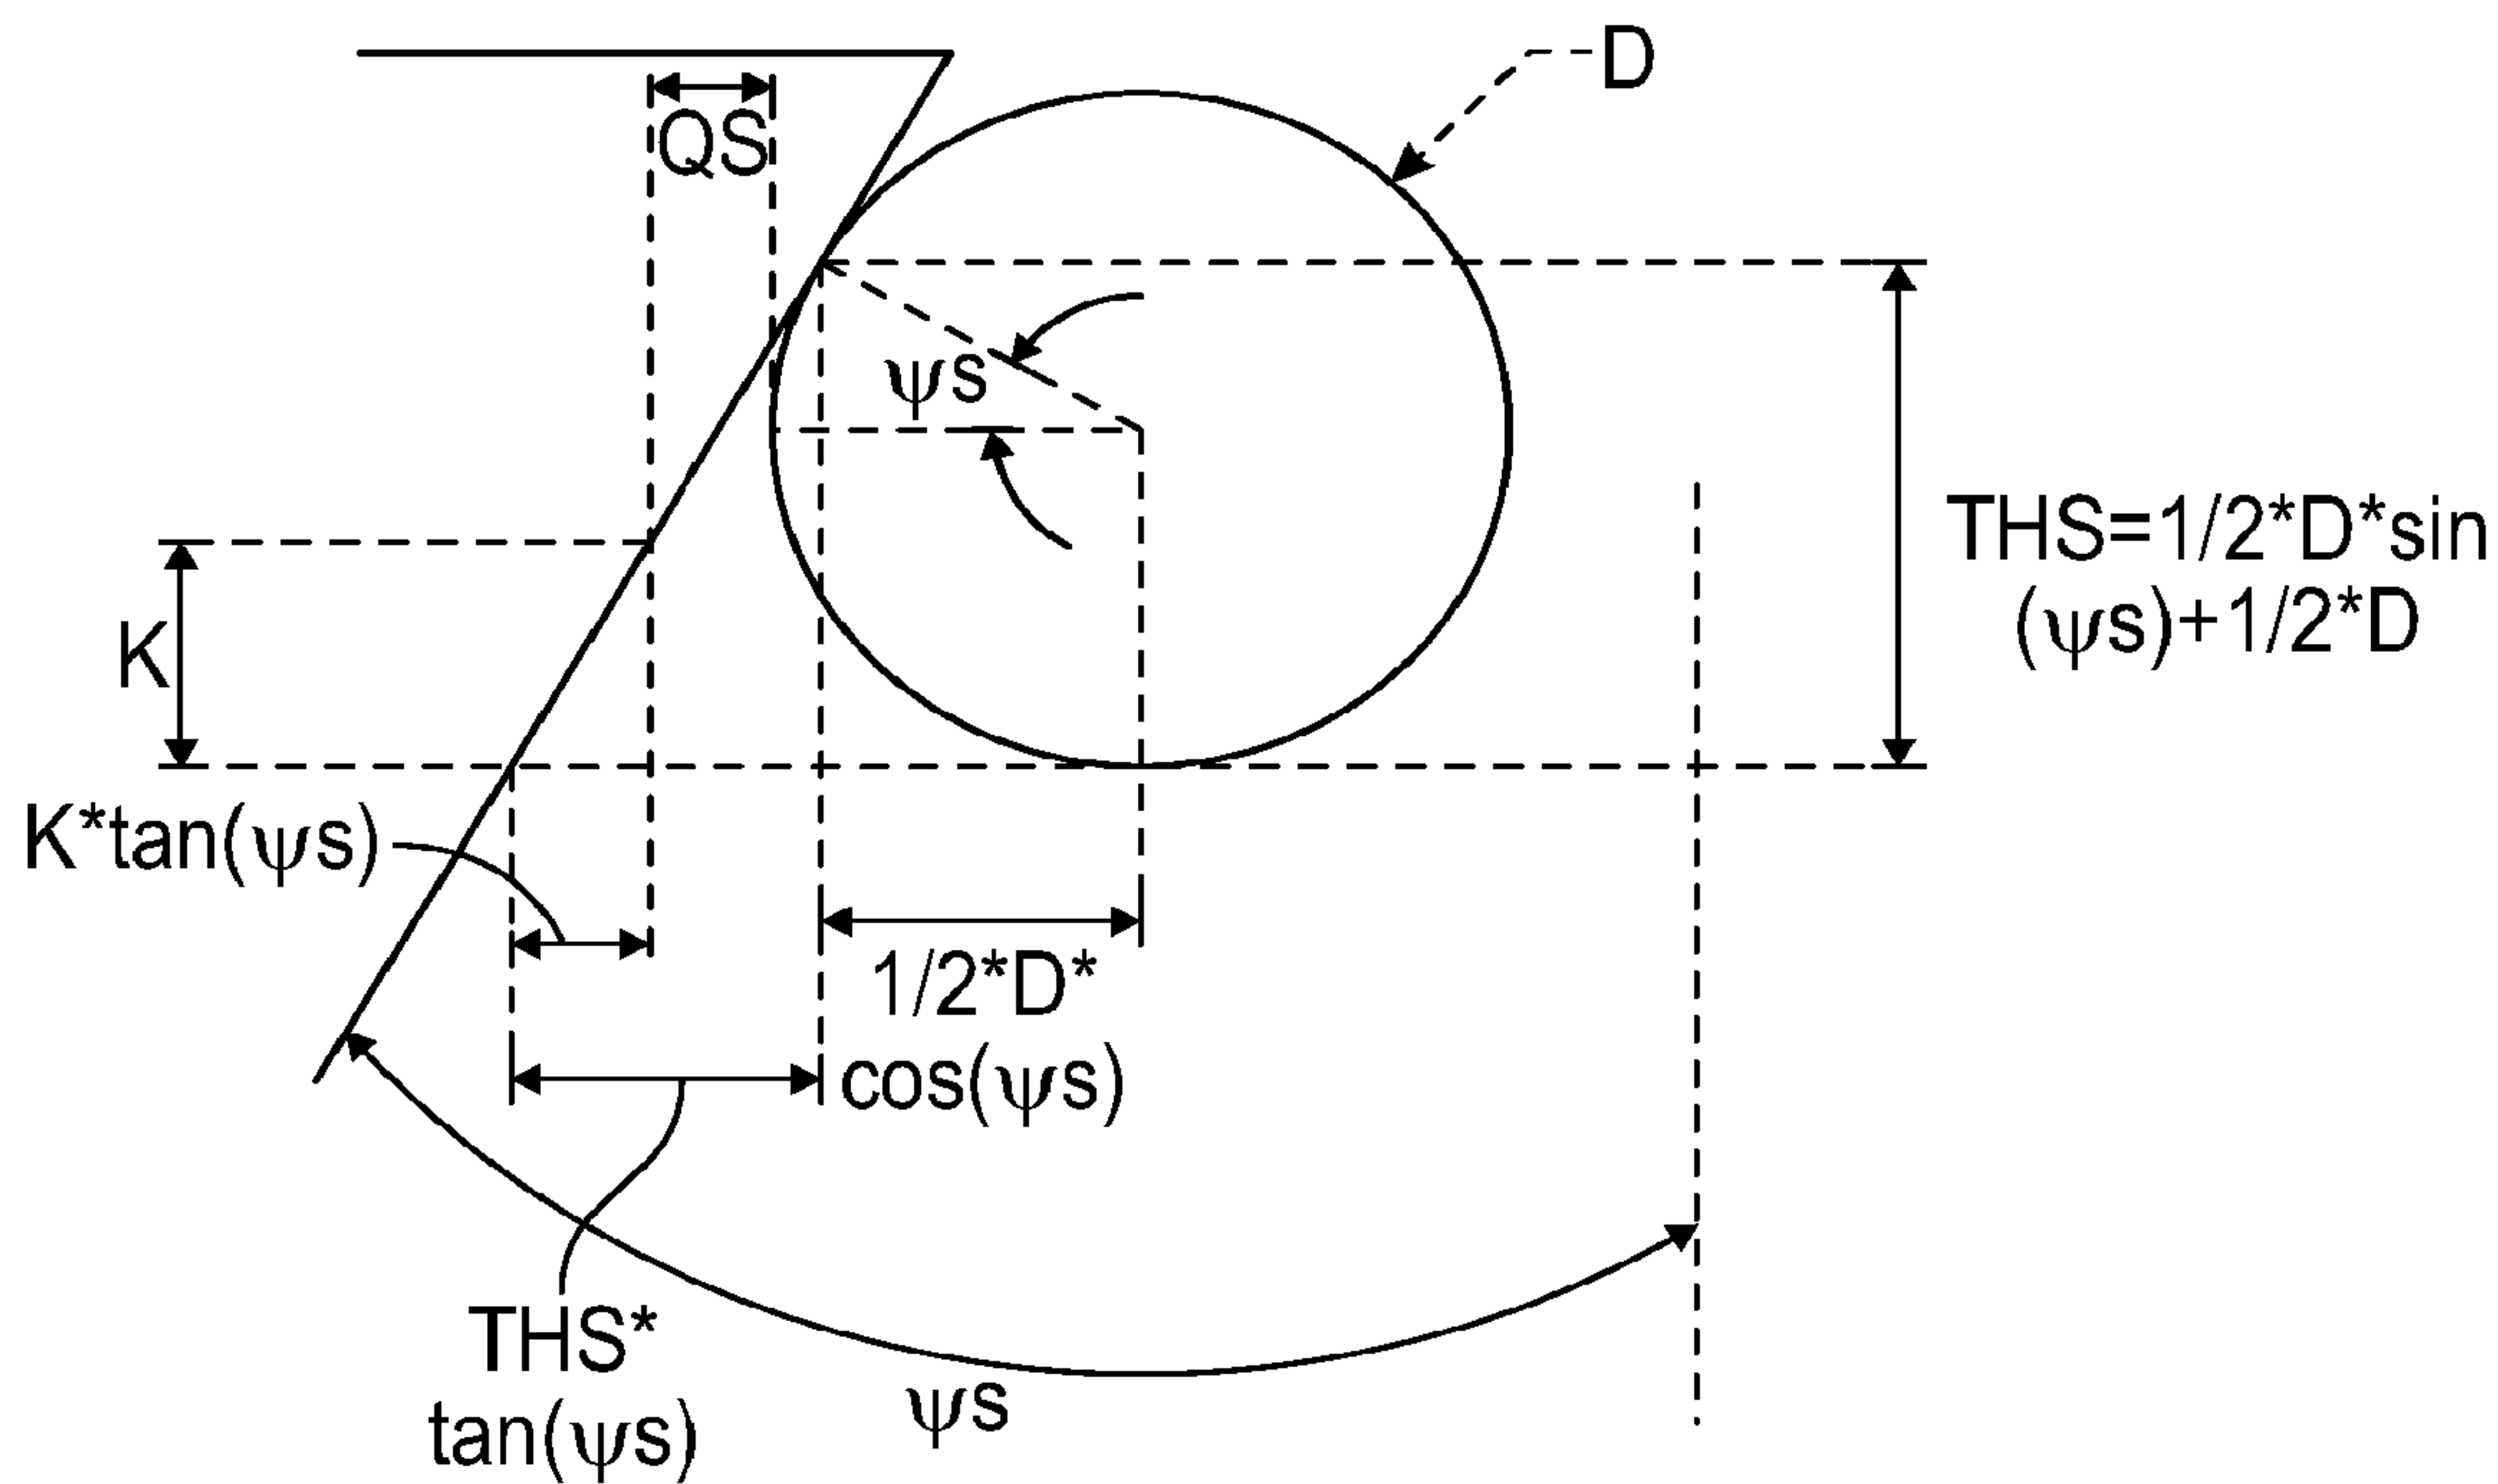 D
QS
ψs
THS=1/2*D*sin
(ψs)+1/2*D
K
K*tan(ψs)
1/2*D*
cos(ψs)
THS*
tan(ψs)
ψs